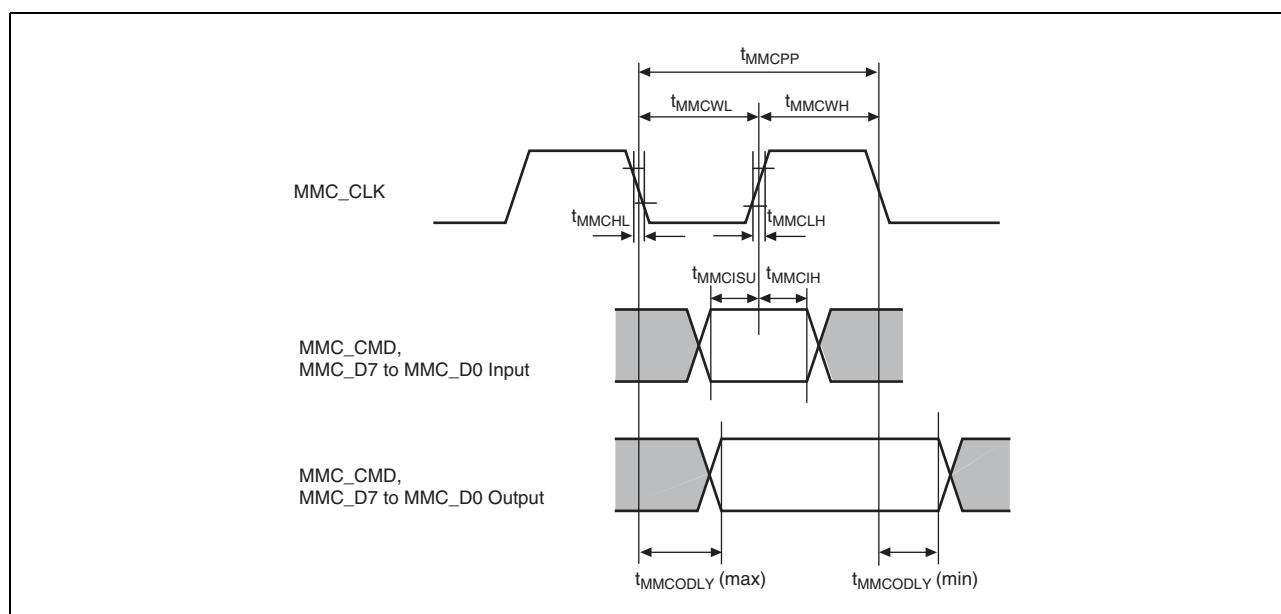 tMMCPP
tMMCWL tMMCWH
MMC_CLK
tMMCHL tMMCLH
tMMCISU tMMCIH
MMC_CMD,
MMC_D7 to MMC_D0 Input
MMC_CMD,
MMC_D7 to MMC_D0 Output
tMMCODLY (max) tMMCODLY (min)